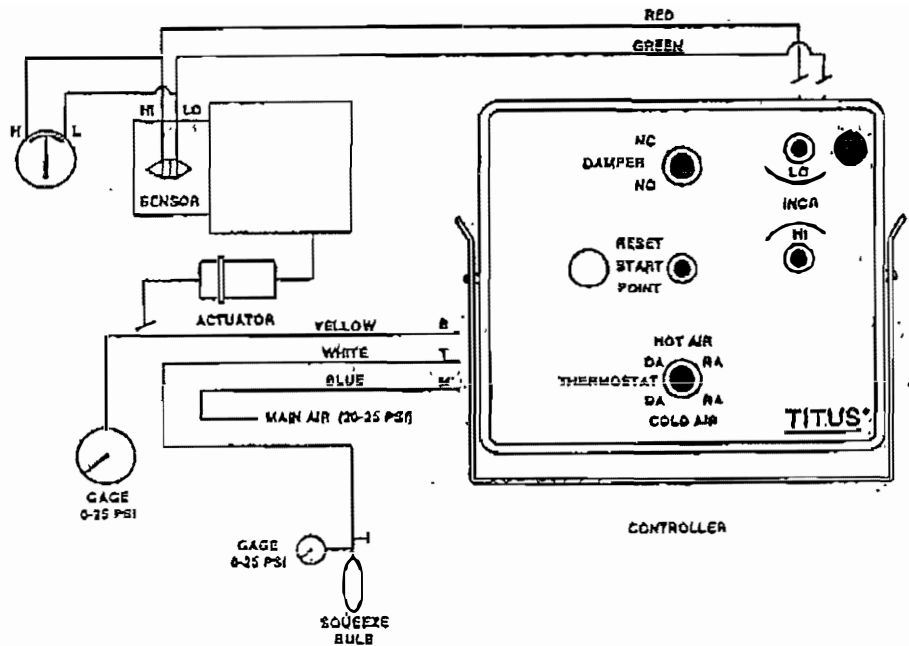 RED
GREEN
H
L
HI LO
SENSOR
ACTUATOR
YELLOW B
WHITE T
BLUE M
MAIN AIR (20-25 PSI)
GAGE
0-25 PSI
GAGE
0-25 PSI
SQUEEZE
BULB
NC
DAMPER
NO
LO
INCR
HI
RESET
START
POINT
HOT AIR
DA RA
THERMOSTAT
DA RA
COLD AIR
TITUS
CONTROLLER